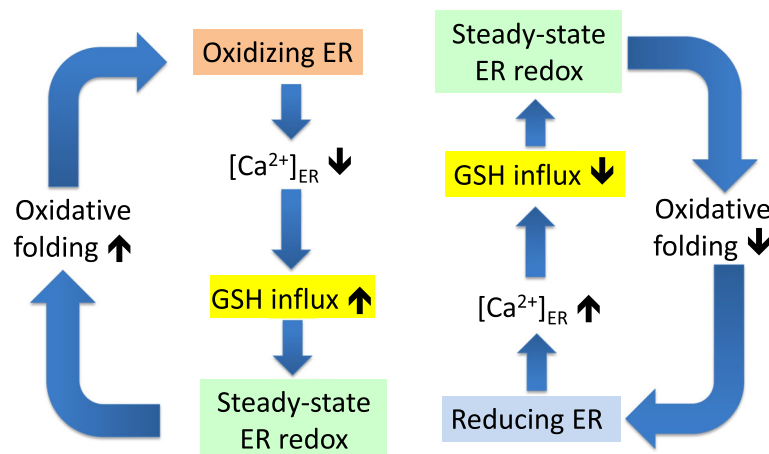 Oxidizing ER
[Ca²⁺]ER ↓
Oxidative
folding ↑
GSH influx ↑
Steady-state
ER redox
Steady-state
ER redox
GSH influx ↓
Oxidative
folding ↓
[Ca²⁺]ER ↑
Reducing ER